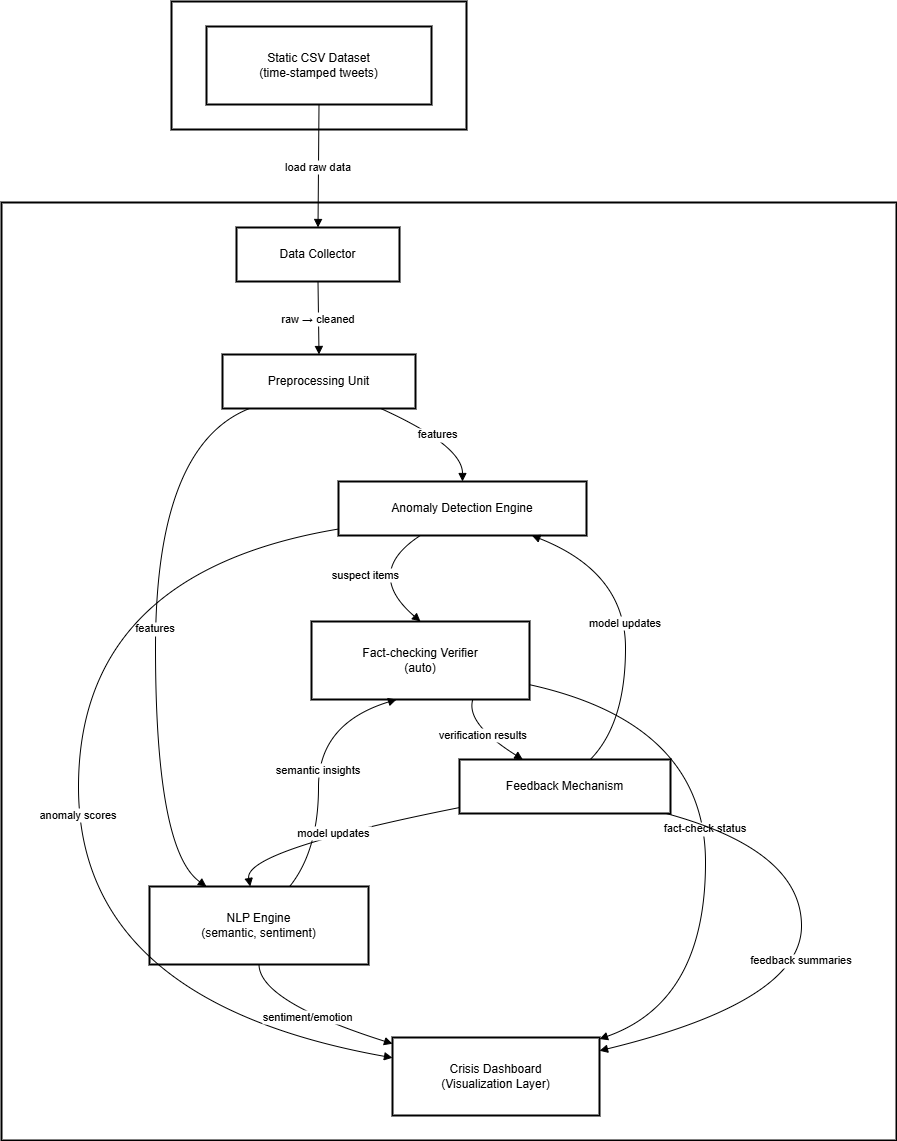 Static CSV Dataset
(time-stamped tweets)
load raw data
Data Collector
raw → cleaned
Preprocessing Unit
features
Anomaly Detection Engine
suspect items
model updates
features
Fact-checking Verifier
(auto)
verification results
semantic insights
Feedback Mechanism
anomaly scores
model updates
fact-check status
NLP Engine
(semantic, sentiment)
feedback summaries
sentiment/emotion
Crisis Dashboard
(Visualization Layer)